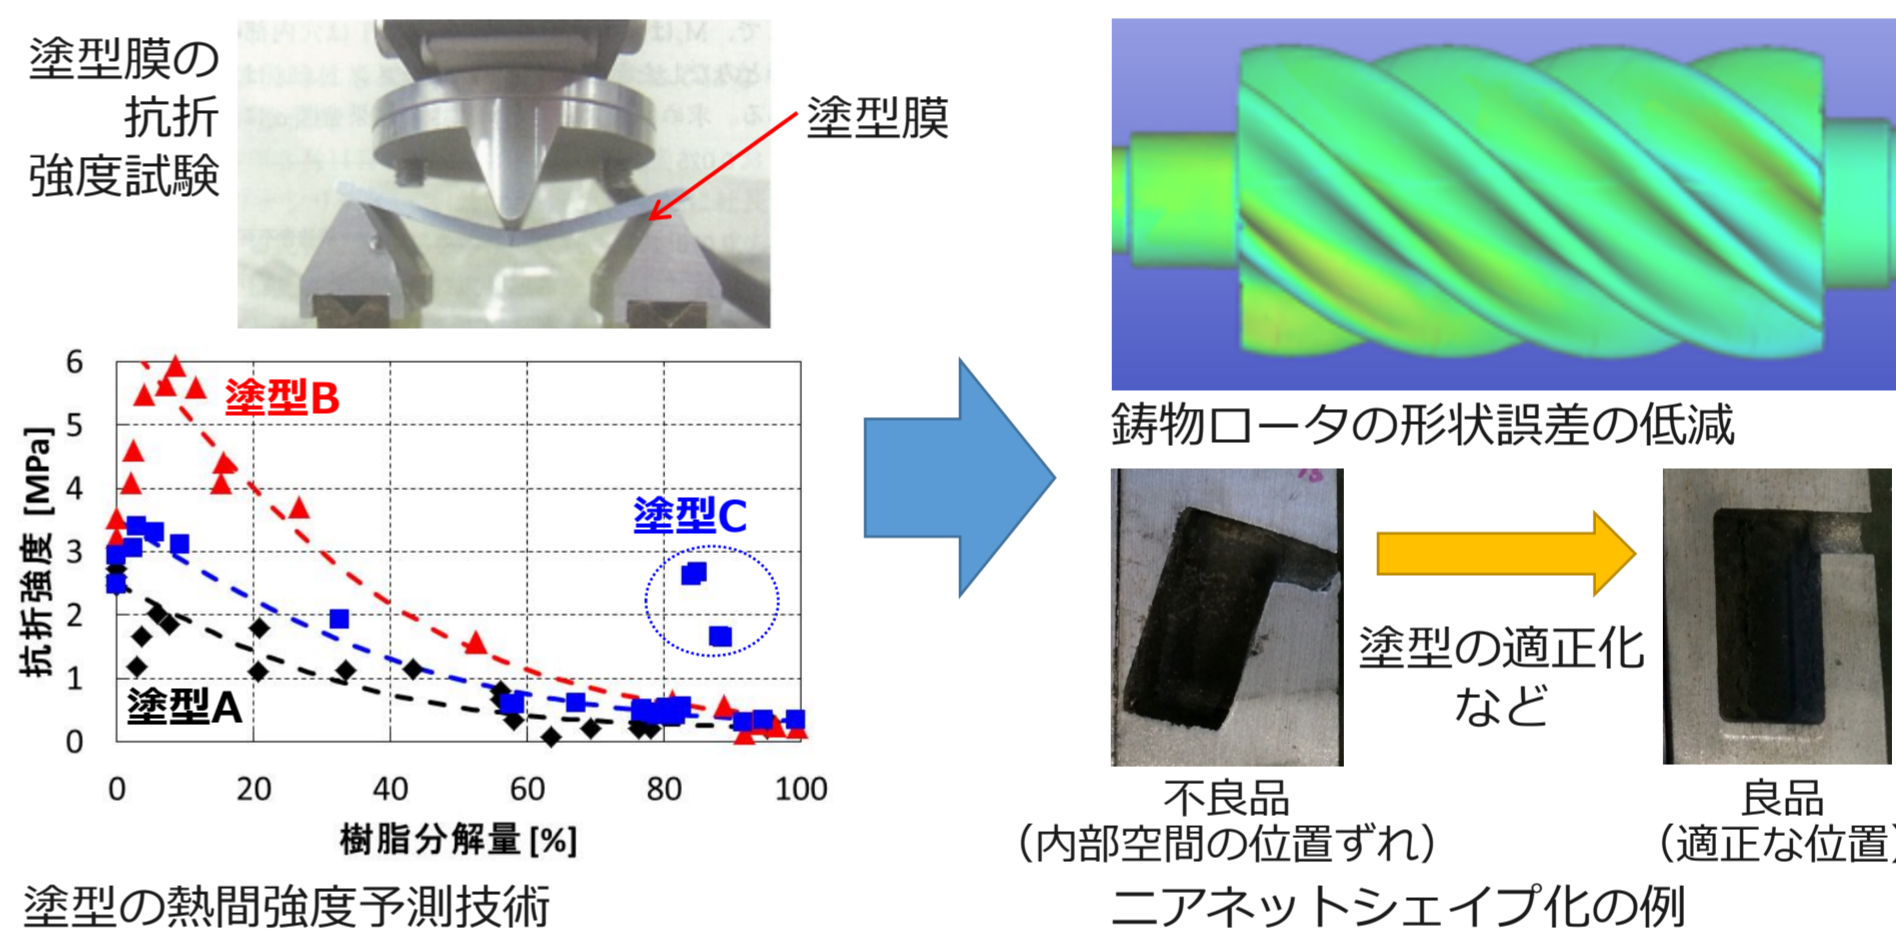 塗型膜の
抗折
強度試験
塗型膜
6
5
4
3
2
1
0
抗折強度 [MPa]
塗型B
塗型C
塗型A
0 20 40 60 80 100
樹脂分解量 [%]
塗型の熱間強度予測技術
鋳物ロータの形状誤差の低減
塗型の適正化
など
不良品
（内部空間の位置ずれ）
良品
（適正な位置）
ニアネットシェイプ化の例